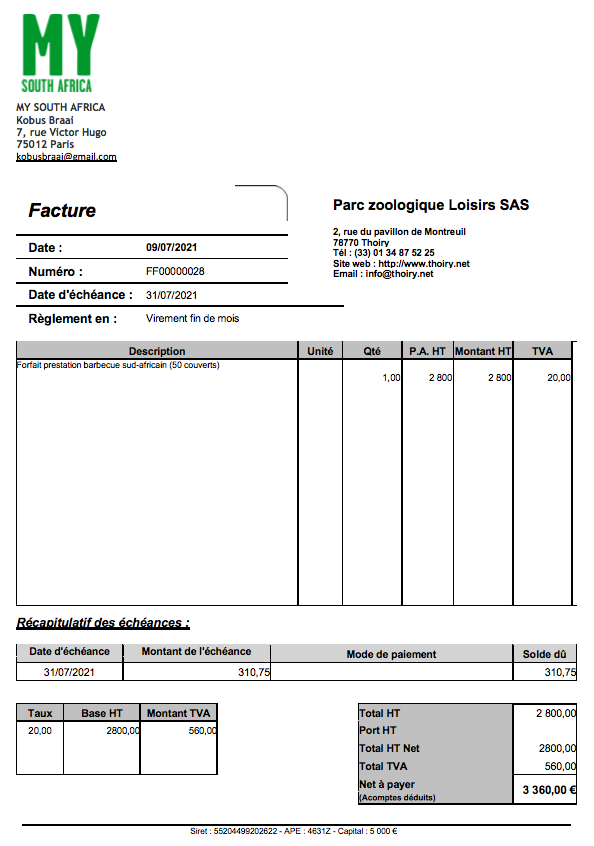 MY
SOUTH AFRICA
MY SOUTH AFRICA
Kobus Braai
7, rue Victor Hugo
75012 Paris
kobusbraai@gmail.com
Facture
Date : 09/07/2021
Numéro : FF00000028
Date d'échéance : 31/07/2021
Règlement en : Virement fin de mois
Parc zoologique Loisirs SAS
2, rue du pavillon de Montreuil
78770 Thoiry
Tél : (33) 01 34 87 52 25
Site web : http://www.thoiry.net
Email : info@thoiry.net
Description Unité Qté P.A. HT Montant HT TVA
Forfait prestation barbecue sud-africain (50 couverts)
1,00 2 800 2 800 20,00
Récapitulatif des échéances :
Date d'échéance Montant de l'échéance Mode de paiement Solde dû
31/07/2021 310,75 310,75
Taux Base HT Montant TVA
20,00 2800,00 560,00
Total HT 2 800,00
Port HT
Total HT Net 2800,00
Total TVA 560,00
Net à payer 3 360,00 €
(Acomptes déduits)
Siret : 55204499202622 - APE : 4631Z - Capital : 5 000 €